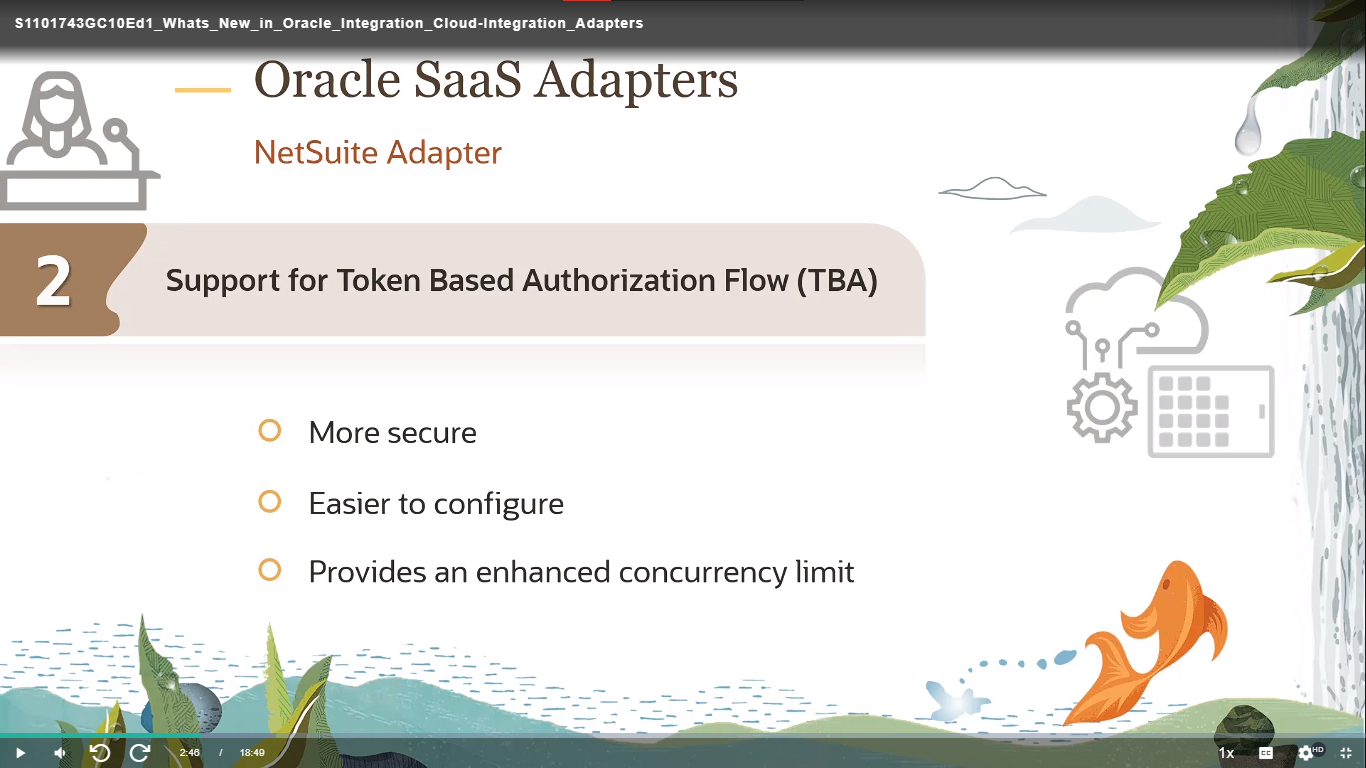 S1101743GC10Ed1_Whats_New_in_Oracle_Integration_Cloud-Integration_Adapters
Oracle SaaS Adapters
NetSuite Adapter
2
Support for Token Based Authorization Flow (TBA)
More secure
Easier to configure
Provides an enhanced concurrency limit
2:46 / 18:49
1x
CC
HD